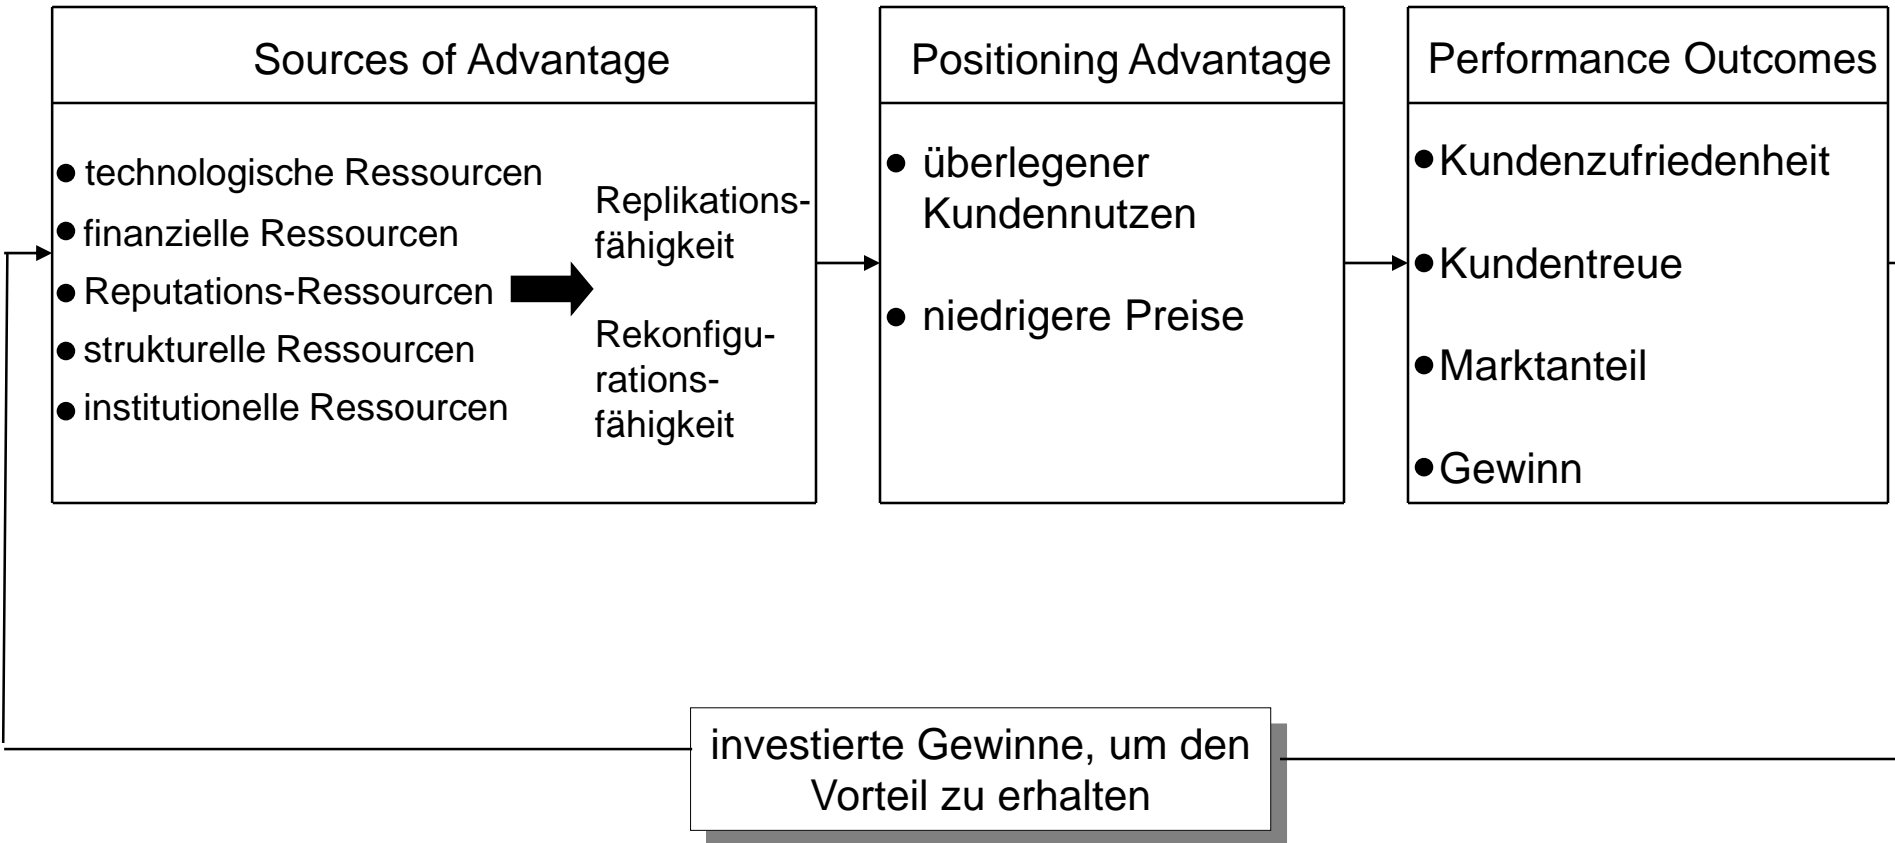 Sources of Advantage
technologische Ressourcen
finanzielle Ressourcen
Reputations-Ressourcen
strukturelle Ressourcen
institutionelle Ressourcen
Replikations-
fähigkeit
Rekonfigu-
rations-
fähigkeit
Positioning Advantage
überlegener
Kundennutzen
niedrigere Preise
Performance Outcomes
Kundenzufriedenheit
Kundentreue
Marktanteil
Gewinn
investierte Gewinne, um den
Vorteil zu erhalten